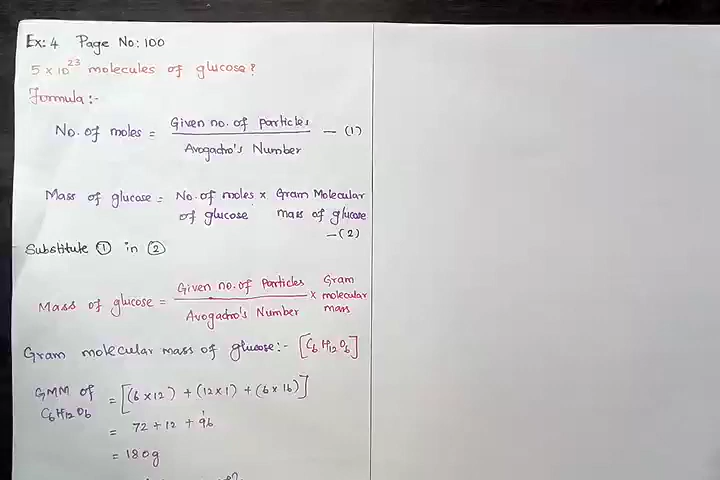 Ex: 4 Page No: 100
5 x 10²³ molecules of glucose?
Formula:-
No. of moles = Given no. of particles / Avogadro's Number — (1)
Mass of glucose = No. of moles of glucose x Gram Molecular mass of glucose — (2)
Substitute ① in ②
Mass of glucose = Given no. of Particles / Avogadro's Number x Gram molecular mass
Gram molecular mass of glucose:- [C₆H₁₂O₆]
GMM of C₆H₁₂O₆ = [(6 x 12) + (12 x 1) + (6 x 16)]
= 72 + 12 + 96
= 180g